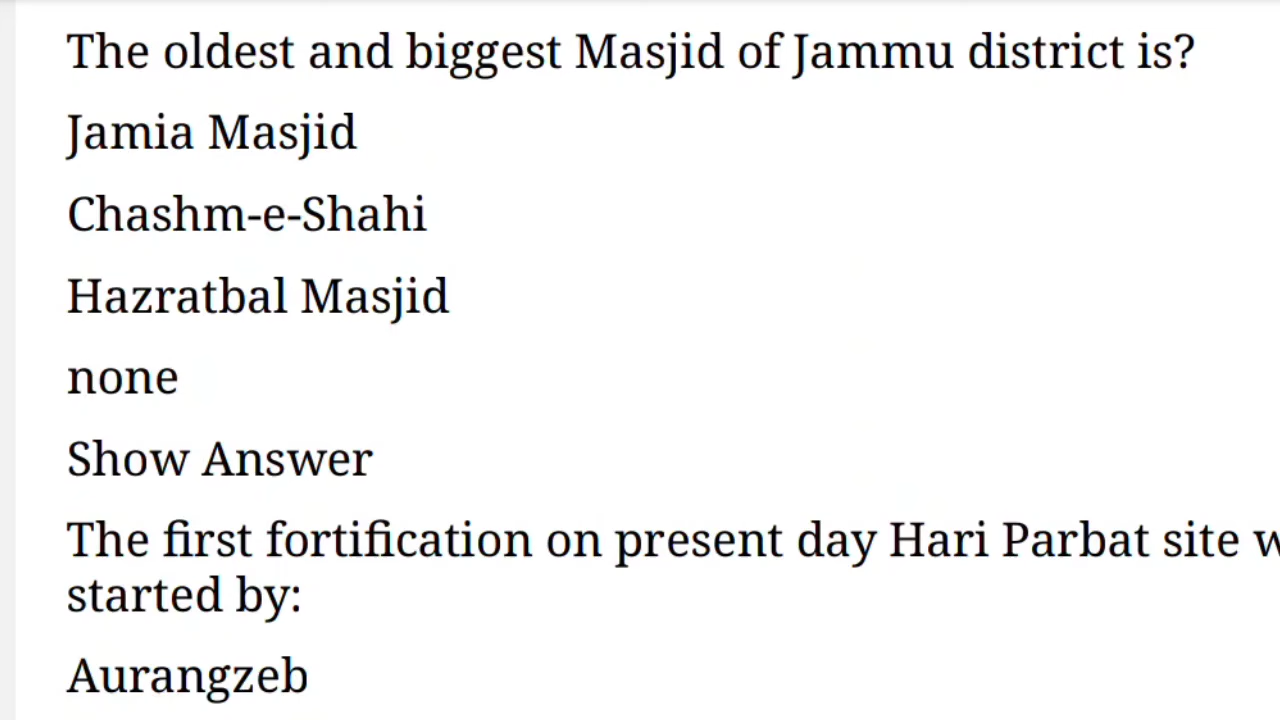 The oldest and biggest Masjid of Jammu district is?
Jamia Masjid
Chashm-e-Shahi
Hazratbal Masjid
none
Show Answer
The first fortification on present day Hari Parbat site
started by:
Aurangzeb